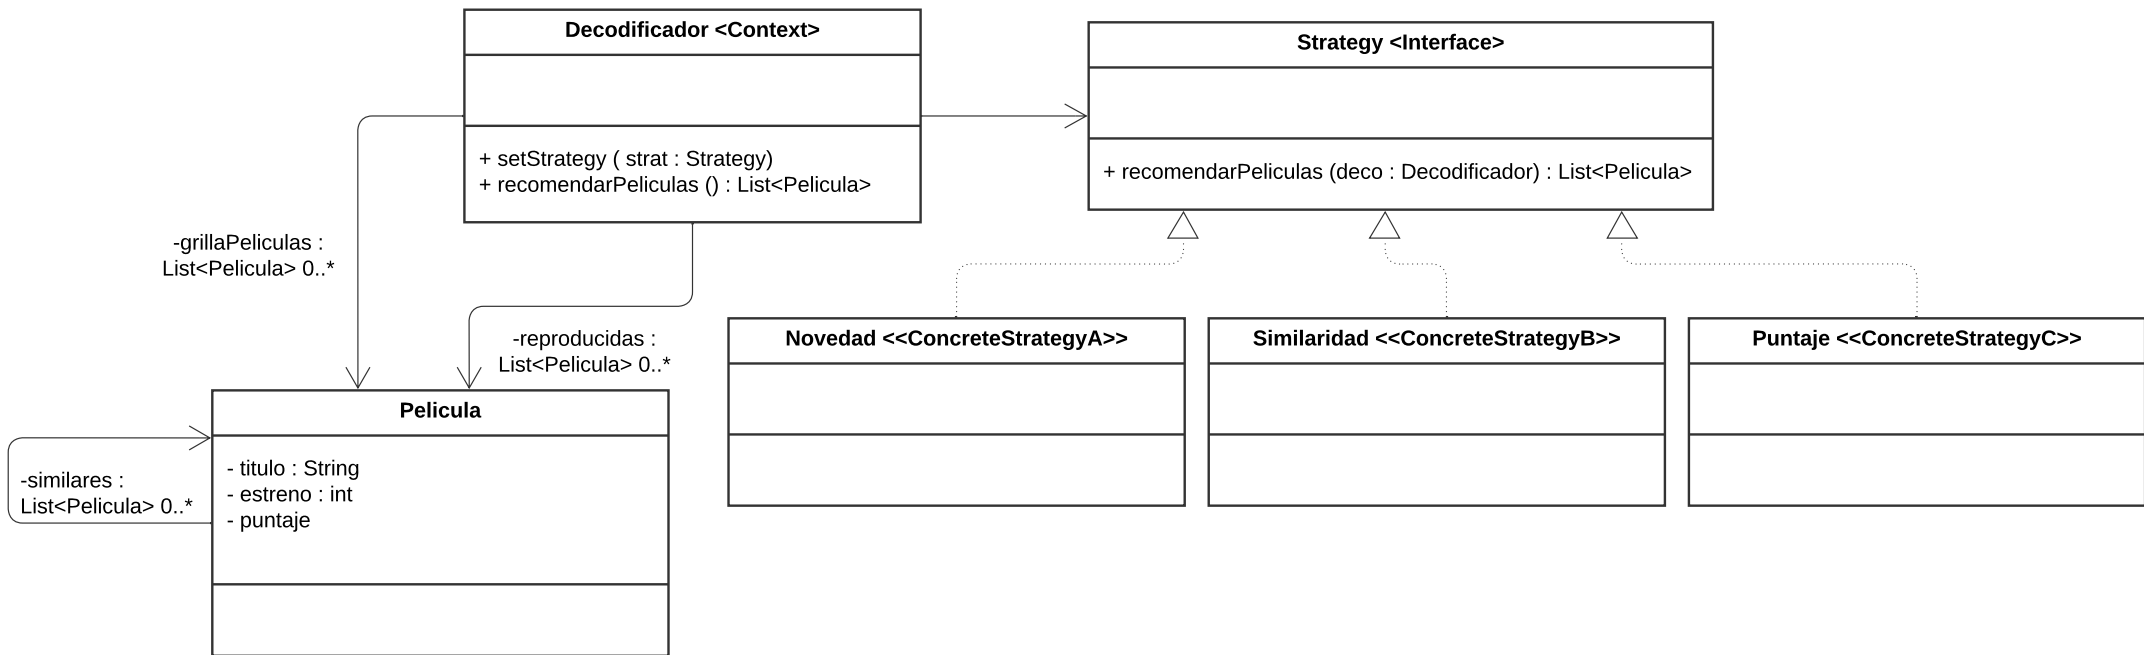 Decodificador <Context>
+ setStrategy ( strat : Strategy)
+ recomendarPeliculas () : List<Pelicula>
Strategy <Interface>
+ recomendarPeliculas (deco : Decodificador) : List<Pelicula>
-grillaPeliculas :
List<Pelicula> 0..*
-reproducidas :
List<Pelicula> 0..*
Novedad <<ConcreteStrategyA>>
Similaridad <<ConcreteStrategyB>>
Puntaje <<ConcreteStrategyC>>
Pelicula
- titulo : String
- estreno : int
- puntaje
-similares :
List<Pelicula> 0..*